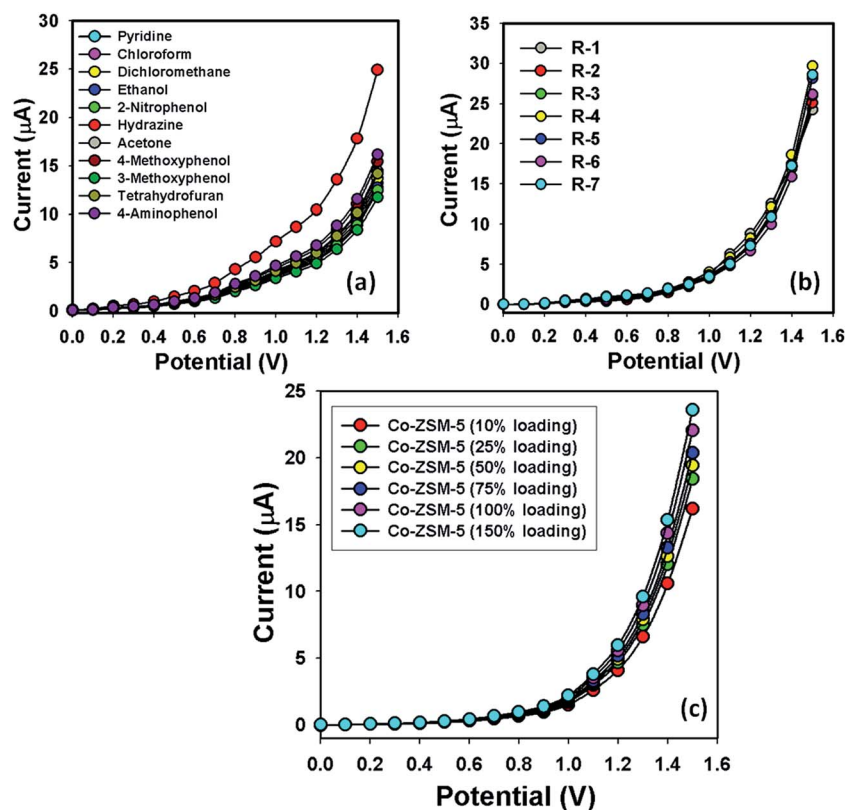 30
25
20
15
10
5
0
Current (μA)
Pyridine
Chloroform
Dichloromethane
Ethanol
2-Nitrophenol
Hydrazine
Acetone
4-Methoxyphenol
3-Methoxyphenol
Tetrahydrofuran
4-Aminophenol
(a)
0.0 0.2 0.4 0.6 0.8 1.0 1.2 1.4 1.6
Potential (V)
35
30
25
20
15
10
5
0
Current (μA)
R-1
R-2
R-3
R-4
R-5
R-6
R-7
(b)
0.0 0.2 0.4 0.6 0.8 1.0 1.2 1.4 1.6
Potential (V)
25
20
15
10
5
0
Current (μA)
Co-ZSM-5 (10% loading)
Co-ZSM-5 (25% loading)
Co-ZSM-5 (50% loading)
Co-ZSM-5 (75% loading)
Co-ZSM-5 (100% loading)
Co-ZSM-5 (150% loading)
(c)
0.0 0.2 0.4 0.6 0.8 1.0 1.2 1.4 1.6
Potential (V)